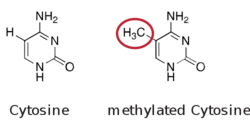 NH₂ NH₂
H N H₃C N
N O N O
H H
Cytosine methylated Cytosine